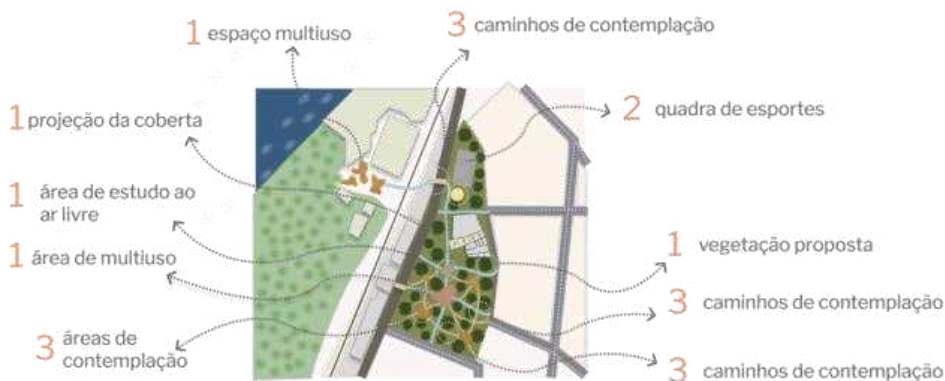 1 espaço multiuso
3 caminhos de contemplação
1 projeção da coberta
2 quadra de esportes
1 área de estudo ao
ar livre
1 área de multiuso
1 vegetação proposta
3 caminhos de contemplação
3 áreas de
contemplação
3 caminhos de contemplação